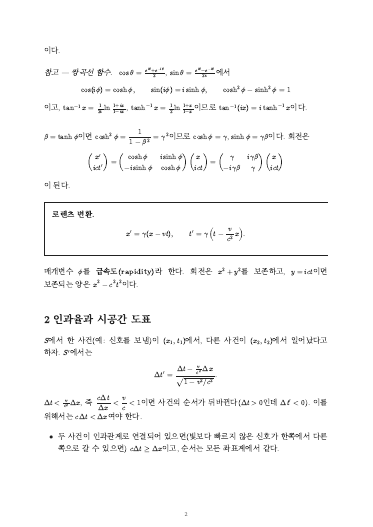 이다.
참고 — 쌍곡선 함수. cos θ = (e^{iθ}+e^{-iθ})/2, sin θ = (e^{iθ}-e^{-iθ})/2i 에서
cos(iφ) = cosh φ, sin(iφ) = i sinh φ, cosh² φ − sinh² φ = 1
이고, tan⁻¹ x = 1/2i ln (1+ix)/(1−ix), tanh⁻¹ x = 1/2 ln (1+x)/(1−x)이므로 tan⁻¹(ix) = i tanh⁻¹ x이다.
β = tanh φ이면 cosh² φ = 1/(1 − β²) = γ²이므로 cosh φ = γ, sinh φ = γβ이다. 회전은
(x' ict') = (cosh φ i sinh φ −i sinh φ cosh φ) (x ict) = (γ iγβ −iγβ γ) (x ict)
이 된다.
로렌츠 변환.
x' = γ(x − vt), t' = γ(t − v/c² x).
매개변수 φ를 급속도(rapidity)라 한다. 회전은 x² + y²를 보존하고, y = ict이면
보존되는 양은 x² − c²t²이다.
2 인과율과 시공간 도표
S에서 한 사건(예: 신호를 보냄)이 (x₁, t₁)에서, 다른 사건이 (x₂, t₂)에서 일어났다고
하자. S'에서는
Δt' = (Δt − v/c² Δx)/√(1 − v²/c²)
Δt < v/c² Δx, 즉 cΔt/Δx < v/c < 1이면 사건의 순서가 뒤바뀐다(Δt > 0인데 Δt' < 0). 이를
위해서는 cΔt < Δx여야 한다.
• 두 사건이 인과관계로 연결되어 있으면(빛보다 빠르지 않은 신호가 한쪽에서 다른
쪽으로 갈 수 있으면) cΔt ≥ Δx이고, 순서는 모든 좌표계에서 같다.
2